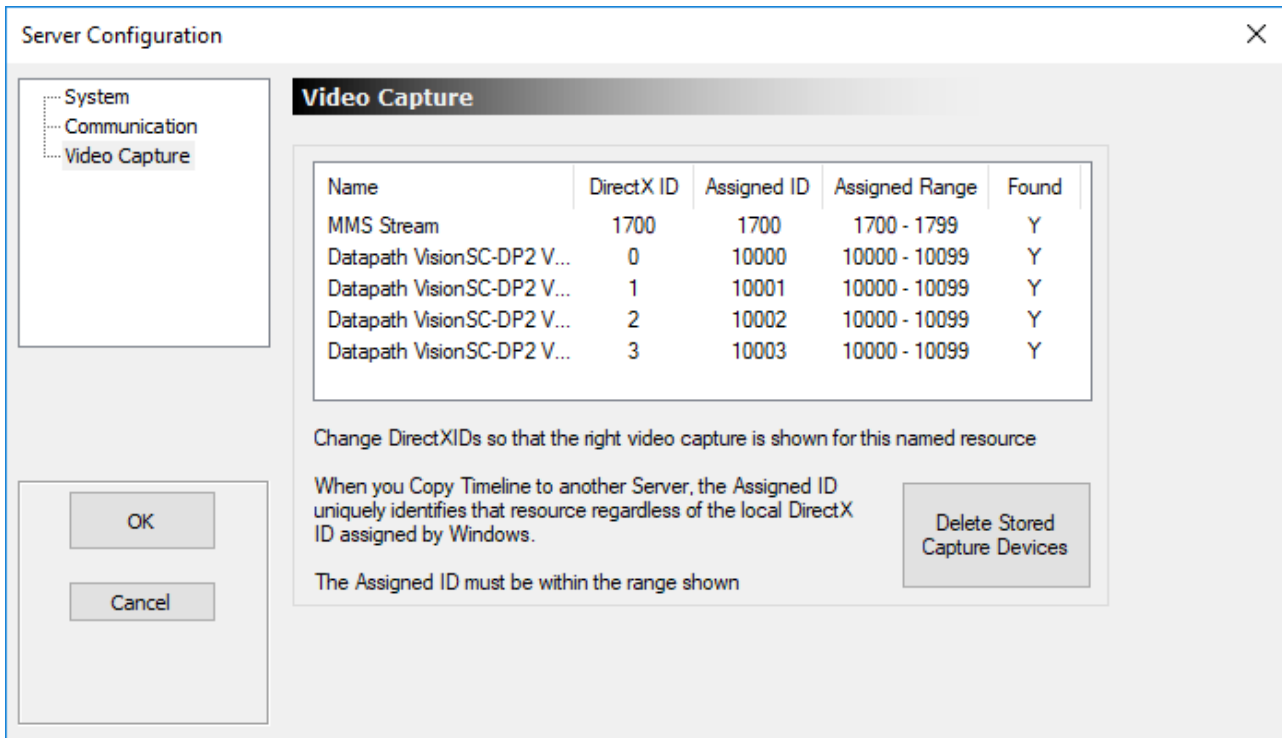 Server Configuration
System
Communication
Video Capture
Video Capture
Name DirectX ID Assigned ID Assigned Range Found
MMS Stream 1700 1700 1700 - 1799 Y
Datapath VisionSC-DP2 V... 0 10000 10000 - 10099 Y
Datapath VisionSC-DP2 V... 1 10001 10000 - 10099 Y
Datapath VisionSC-DP2 V... 2 10002 10000 - 10099 Y
Datapath VisionSC-DP2 V... 3 10003 10000 - 10099 Y
Change DirectXIDs so that the right video capture is shown for this named resource
When you Copy Timeline to another Server, the Assigned ID
uniquely identifies that resource regardless of the local DirectX
ID assigned by Windows.
The Assigned ID must be within the range shown
Delete Stored
Capture Devices
OK
Cancel